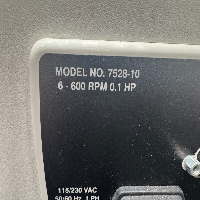 MODEL NO. 7528-10
6 - 600 RPM 0.1 HP
115/230 VAC
50/60 Hz, 1 PH